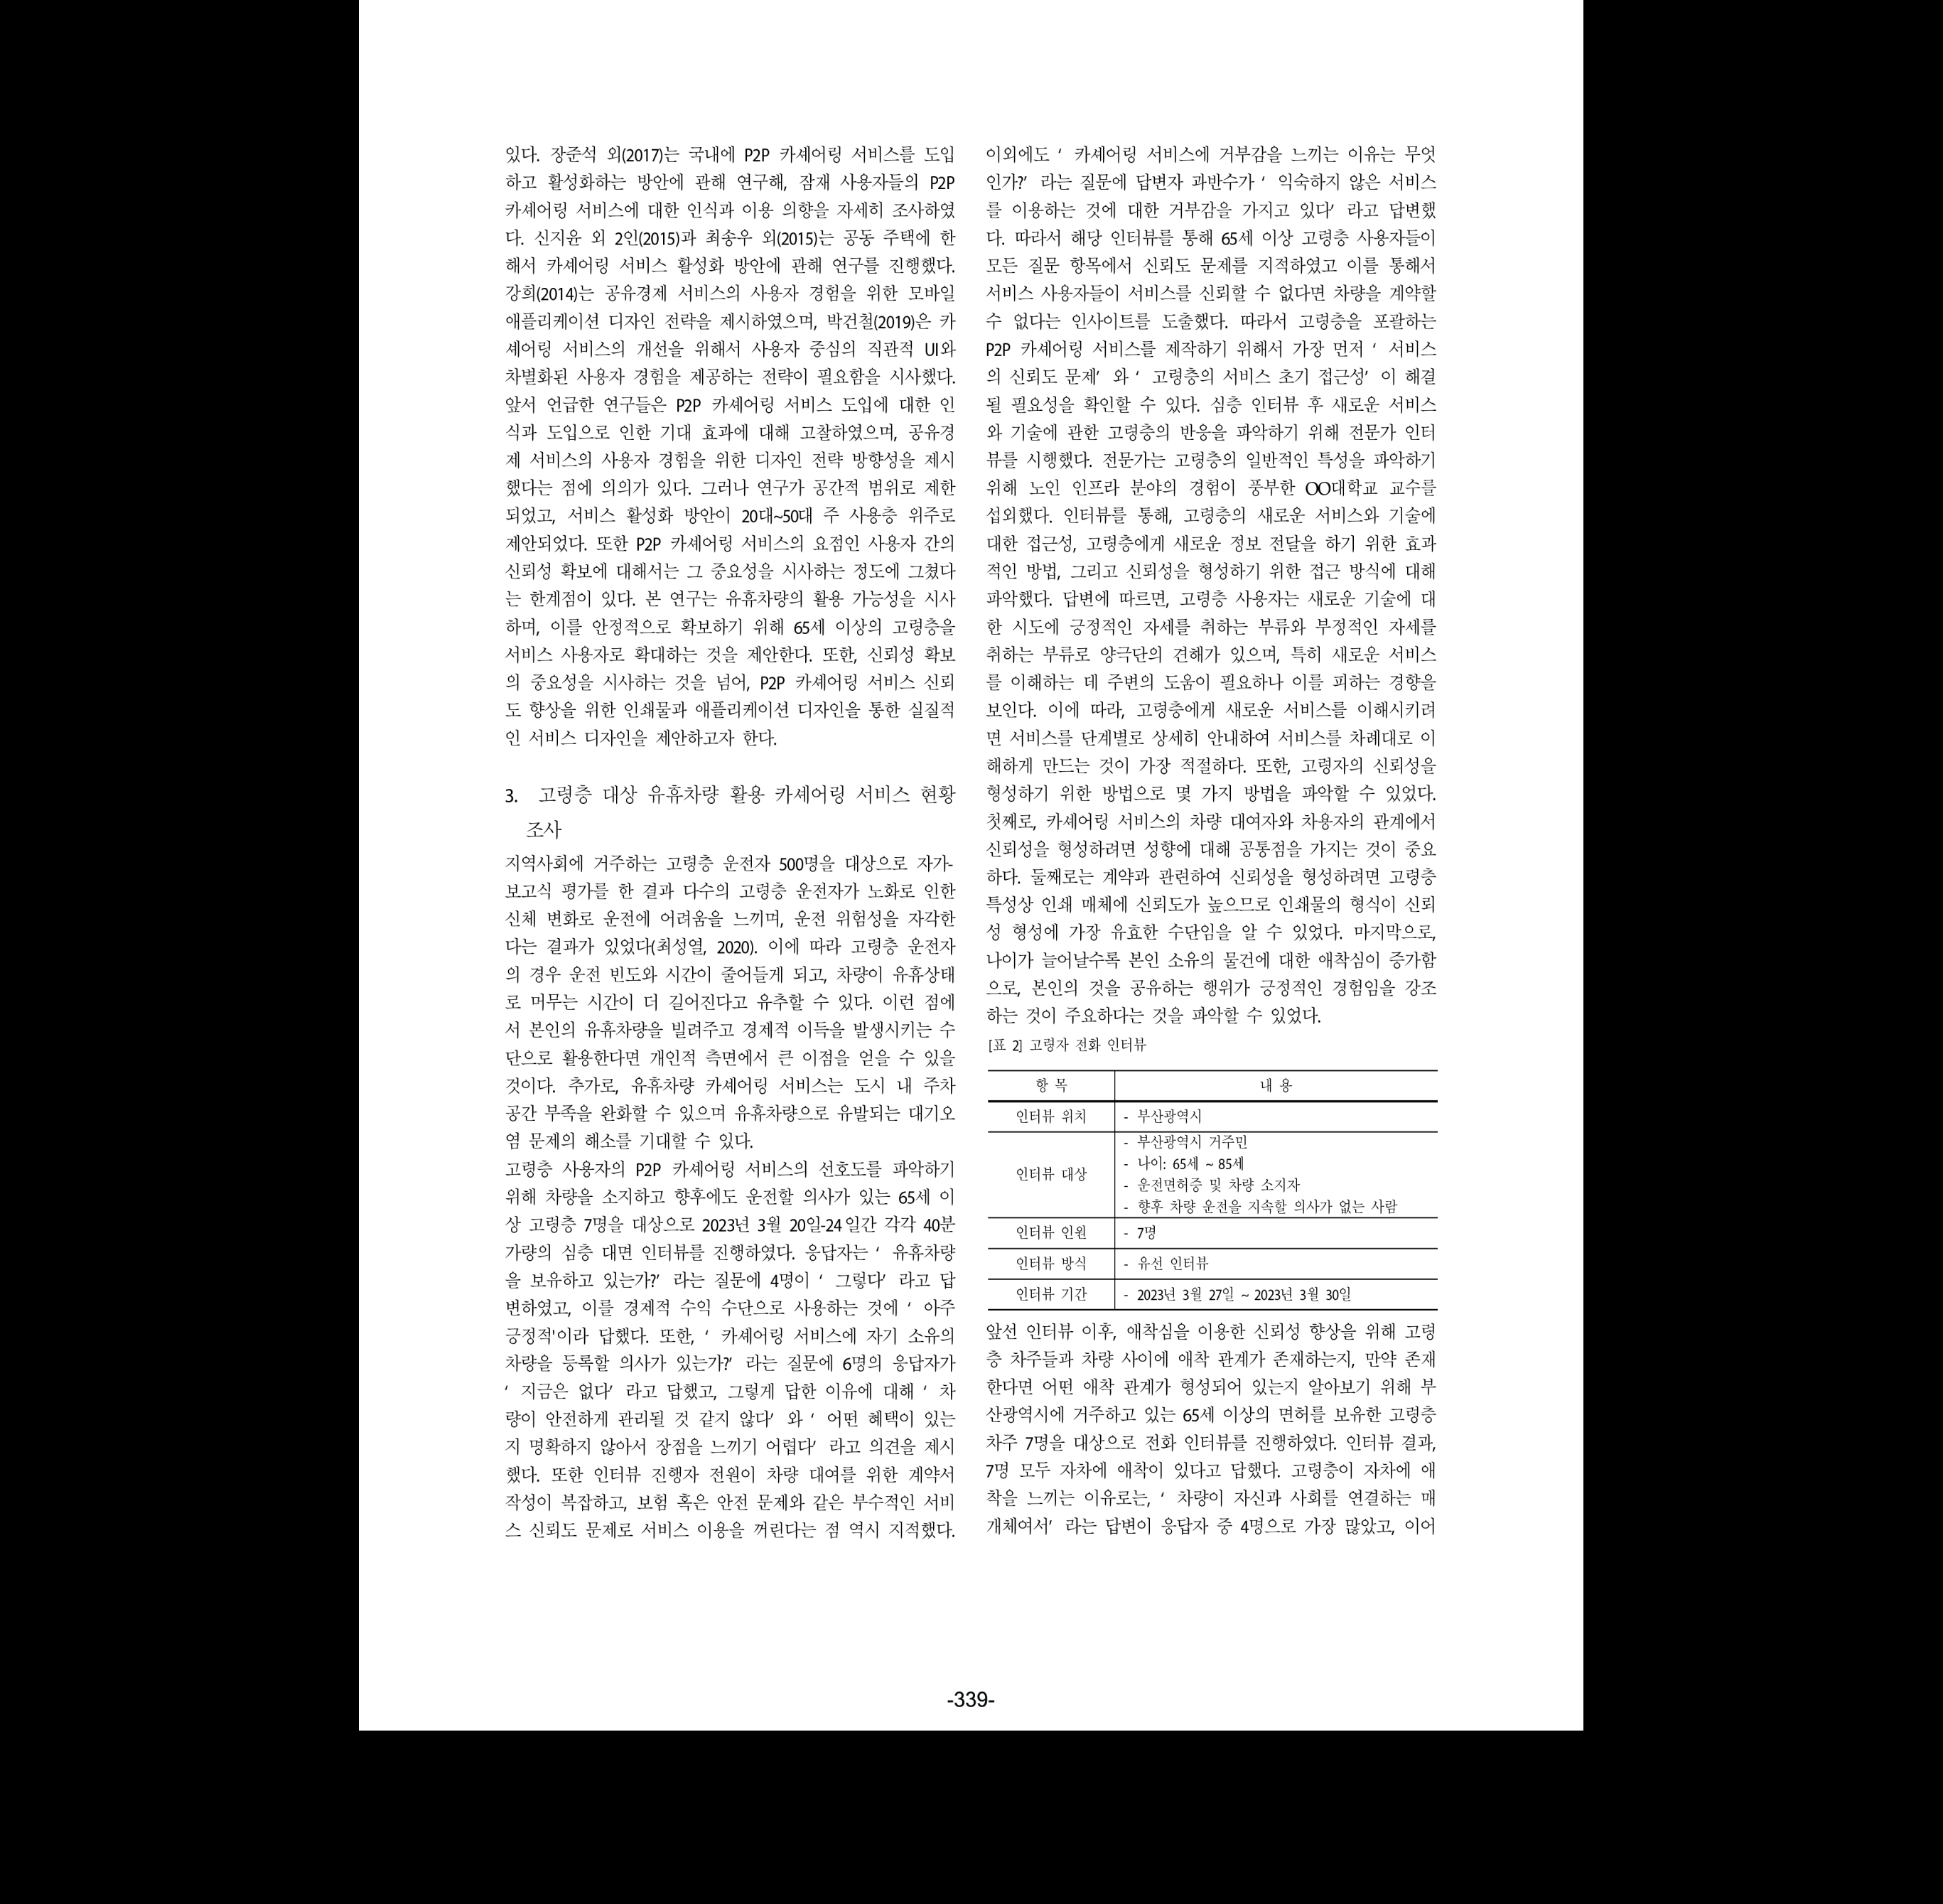 있다. 장준석 외(2017)는 국내에 P2P 카셰어링 서비스를 도입
하고 활성화하는 방안에 관해 연구해, 잠재 사용자들의 P2P
카셰어링 서비스에 대한 인식과 이용 의향을 자세히 조사하였
다. 신지윤 외 2인(2015)과 최송우 외(2015)는 공동 주택에 한
해서 카셰어링 서비스 활성화 방안에 관해 연구를 진행했다.
강희(2014)는 공유경제 서비스의 사용자 경험을 위한 모바일
애플리케이션 디자인 전략을 제시하였으며, 박건철(2019)은 카
셰어링 서비스의 개선을 위해서 사용자 중심의 직관적 UI와
차별화된 사용자 경험을 제공하는 전략이 필요함을 시사했다.
앞서 언급한 연구들은 P2P 카셰어링 서비스 도입에 대한 인
식과 도입으로 인한 기대 효과에 대해 고찰하였으며, 공유경
제 서비스의 사용자 경험을 위한 디자인 전략 방향성을 제시
했다는 점에 의의가 있다. 그러나 연구가 공간적 범위로 제한
되었고, 서비스 활성화 방안이 20대~50대 주 사용층 위주로
제안되었다. 또한 P2P 카셰어링 서비스의 요점인 사용자 간의
신뢰성 확보에 대해서는 그 중요성을 시사하는 정도에 그쳤다
는 한계점이 있다. 본 연구는 유휴차량의 활용 가능성을 시사
하며, 이를 안정적으로 확보하기 위해 65세 이상의 고령층을
서비스 사용자로 확대하는 것을 제안한다. 또한, 신뢰성 확보
의 중요성을 시사하는 것을 넘어, P2P 카셰어링 서비스 신뢰
도 향상을 위한 인쇄물과 애플리케이션 디자인을 통한 실질적
인 서비스 디자인을 제안하고자 한다.
3. 고령층 대상 유휴차량 활용 카셰어링 서비스 현황
조사
지역사회에 거주하는 고령층 운전자 500명을 대상으로 자가-
보고식 평가를 한 결과 다수의 고령층 운전자가 노화로 인한
신체 변화로 운전에 어려움을 느끼며, 운전 위험성을 자각한
다는 결과가 있었다(최성열, 2020). 이에 따라 고령층 운전자
의 경우 운전 빈도와 시간이 줄어들게 되고, 차량이 유휴상태
로 머무는 시간이 더 길어진다고 유추할 수 있다. 이런 점에
서 본인의 유휴차량을 빌려주고 경제적 이득을 발생시키는 수
단으로 활용한다면 개인적 측면에서 큰 이점을 얻을 수 있을
것이다. 추가로, 유휴차량 카셰어링 서비스는 도시 내 주차
공간 부족을 완화할 수 있으며 유휴차량으로 유발되는 대기오
염 문제의 해소를 기대할 수 있다.
고령층 사용자의 P2P 카셰어링 서비스의 선호도를 파악하기
위해 차량을 소지하고 향후에도 운전할 의사가 있는 65세 이
상 고령층 7명을 대상으로 2023년 3월 20일-24일간 각각 40분
가량의 심층 대면 인터뷰를 진행하였다. 응답자는 ‘ 유휴차량
을 보유하고 있는가?’ 라는 질문에 4명이 ‘ 그렇다’ 라고 답
변하였고, 이를 경제적 수익 수단으로 사용하는 것에 ‘ 아주
긍정적'이라 답했다. 또한, ‘ 카셰어링 서비스에 자기 소유의
차량을 등록할 의사가 있는가?’ 라는 질문에 6명의 응답자가
‘ 지금은 없다’ 라고 답했고, 그렇게 답한 이유에 대해 ‘ 차
량이 안전하게 관리될 것 같지 않다’ 와 ‘ 어떤 혜택이 있는
지 명확하지 않아서 장점을 느끼기 어렵다’ 라고 의견을 제시
했다. 또한 인터뷰 진행자 전원이 차량 대여를 위한 계약서
작성이 복잡하고, 보험 혹은 안전 문제와 같은 부수적인 서비
스 신뢰도 문제로 서비스 이용을 꺼린다는 점 역시 지적했다.
이외에도 ‘ 카셰어링 서비스에 거부감을 느끼는 이유는 무엇
인가?’ 라는 질문에 답변자 과반수가 ‘ 익숙하지 않은 서비스
를 이용하는 것에 대한 거부감을 가지고 있다’ 라고 답변했
다. 따라서 해당 인터뷰를 통해 65세 이상 고령층 사용자들이
모든 질문 항목에서 신뢰도 문제를 지적하였고 이를 통해서
서비스 사용자들이 서비스를 신뢰할 수 없다면 차량을 계약할
수 없다는 인사이트를 도출했다. 따라서 고령층을 포괄하는
P2P 카셰어링 서비스를 제작하기 위해서 가장 먼저 ‘ 서비스
의 신뢰도 문제’ 와 ‘ 고령층의 서비스 초기 접근성’ 이 해결
될 필요성을 확인할 수 있다. 심층 인터뷰 후 새로운 서비스
와 기술에 관한 고령층의 반응을 파악하기 위해 전문가 인터
뷰를 시행했다. 전문가는 고령층의 일반적인 특성을 파악하기
위해 노인 인프라 분야의 경험이 풍부한 OO대학교 교수를
섭외했다. 인터뷰를 통해, 고령층의 새로운 서비스와 기술에
대한 접근성, 고령층에게 새로운 정보 전달을 하기 위한 효과
적인 방법, 그리고 신뢰성을 형성하기 위한 접근 방식에 대해
파악했다. 답변에 따르면, 고령층 사용자는 새로운 기술에 대
한 시도에 긍정적인 자세를 취하는 부류와 부정적인 자세를
취하는 부류로 양극단의 견해가 있으며, 특히 새로운 서비스
를 이해하는 데 주변의 도움이 필요하나 이를 피하는 경향을
보인다. 이에 따라, 고령층에게 새로운 서비스를 이해시키려
면 서비스를 단계별로 상세히 안내하여 서비스를 차례대로 이
해하게 만드는 것이 가장 적절하다. 또한, 고령자의 신뢰성을
형성하기 위한 방법으로 몇 가지 방법을 파악할 수 있었다.
첫째로, 카셰어링 서비스의 차량 대여자와 차용자의 관계에서
신뢰성을 형성하려면 성향에 대해 공통점을 가지는 것이 중요
하다. 둘째로는 계약과 관련하여 신뢰성을 형성하려면 고령층
특성상 인쇄 매체에 신뢰도가 높으므로 인쇄물의 형식이 신뢰
성 형성에 가장 유효한 수단임을 알 수 있었다. 마지막으로,
나이가 늘어날수록 본인 소유의 물건에 대한 애착심이 증가함
으로, 본인의 것을 공유하는 행위가 긍정적인 경험임을 강조
하는 것이 주요하다는 것을 파악할 수 있었다.
[표 2] 고령자 전화 인터뷰
항 목 내 용
인터뷰 위치 - 부산광역시
- 부산광역시 거주민
- 나이: 65세 ~ 85세
인터뷰 대상
- 운전면허증 및 차량 소지자
- 향후 차량 운전을 지속할 의사가 없는 사람
인터뷰 인원 - 7명
인터뷰 방식 - 유선 인터뷰
인터뷰 기간 - 2023년 3월 27일 ~ 2023년 3월 30일
앞선 인터뷰 이후, 애착심을 이용한 신뢰성 향상을 위해 고령
층 차주들과 차량 사이에 애착 관계가 존재하는지, 만약 존재
한다면 어떤 애착 관계가 형성되어 있는지 알아보기 위해 부
산광역시에 거주하고 있는 65세 이상의 면허를 보유한 고령층
차주 7명을 대상으로 전화 인터뷰를 진행하였다. 인터뷰 결과,
7명 모두 자차에 애착이 있다고 답했다. 고령층이 자차에 애
착을 느끼는 이유로는, ‘ 차량이 자신과 사회를 연결하는 매
개체여서’ 라는 답변이 응답자 중 4명으로 가장 많았고, 이어
-339-